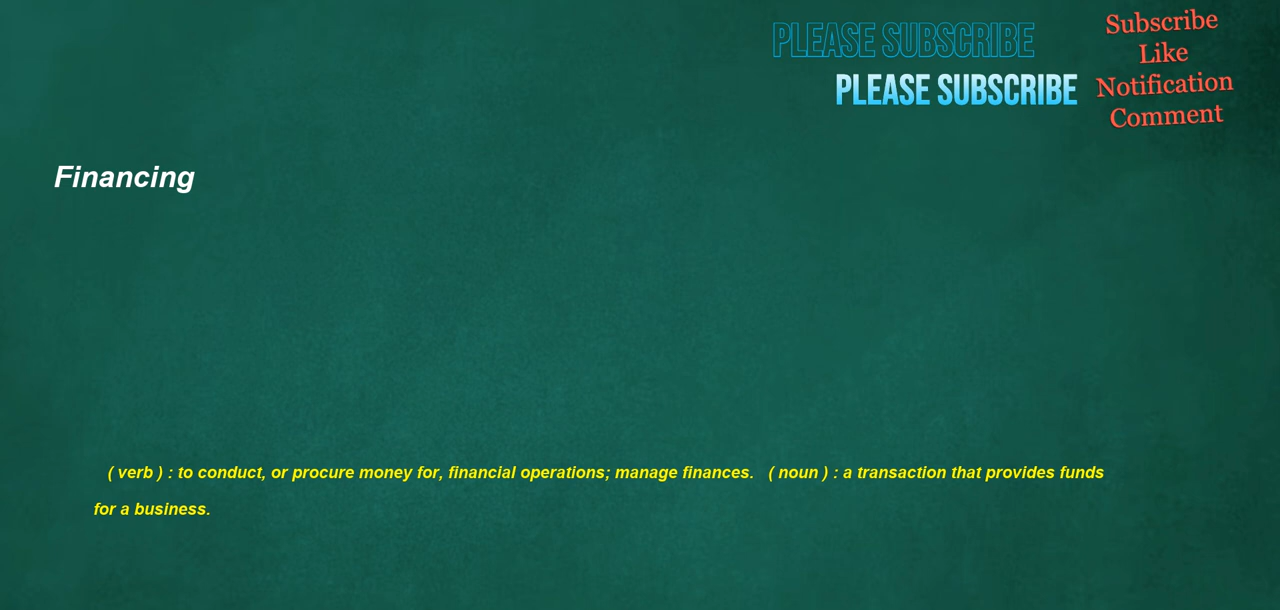 PLEASE SUBSCRIBE
PLEASE SUBSCRIBE
Subscribe
Like
Notification
Comment
Financing
( verb ) : to conduct, or procure money for, financial operations; manage finances. ( noun ) : a transaction that provides funds
for a business.